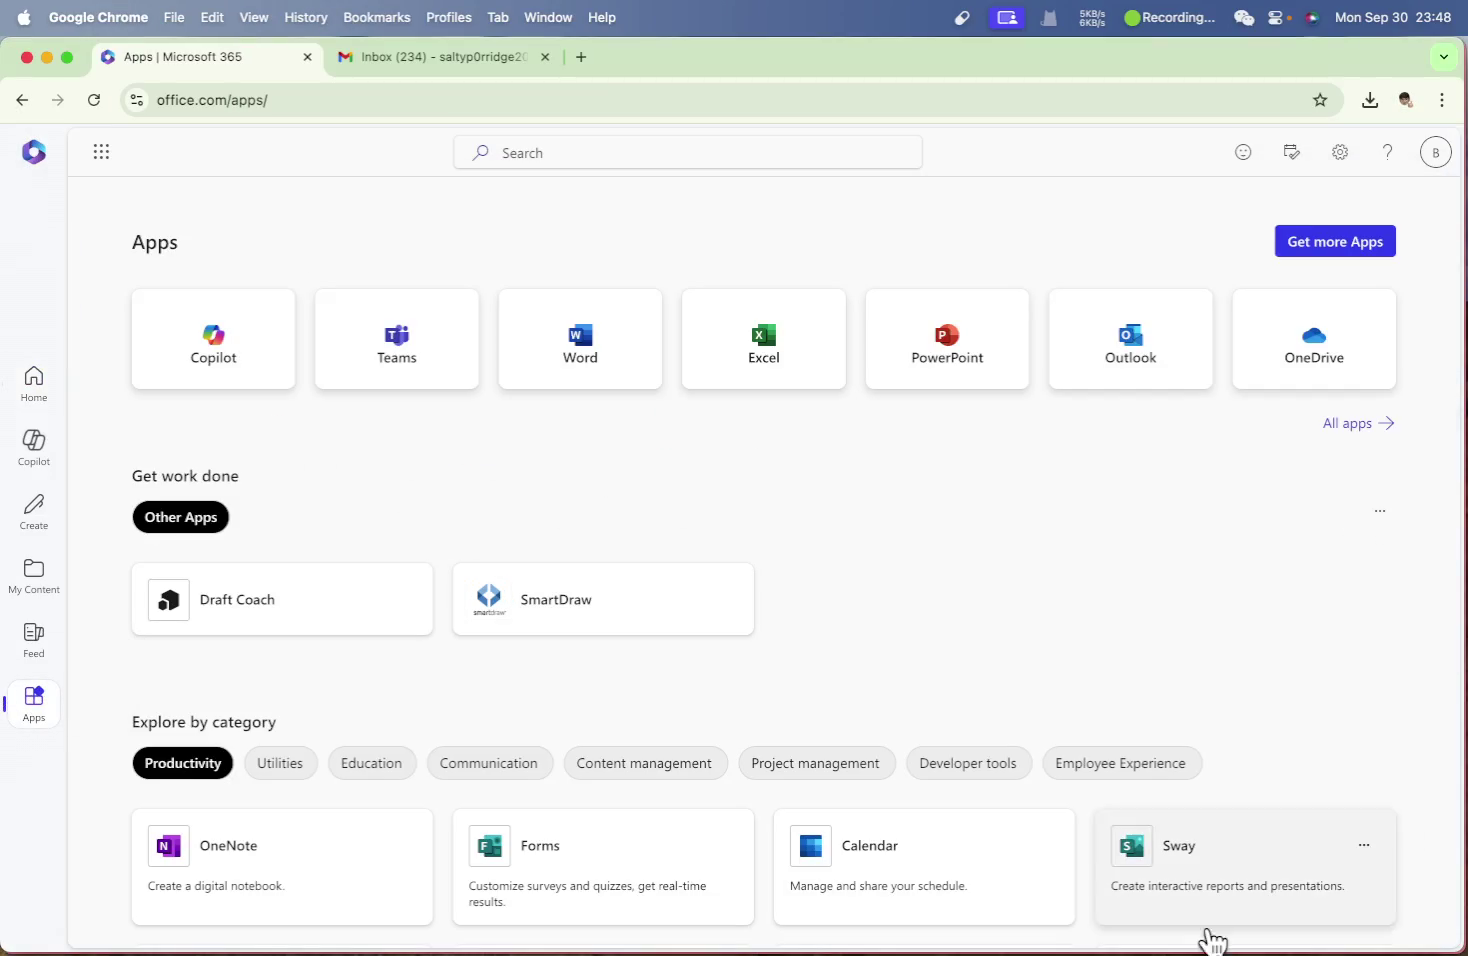 Google Chrome File Edit View History Bookmarks Profiles Tab Window Help 5KB/s 6KB/s Recording... Mon Sep 30 23:48
Apps | Microsoft 365 Inbox (234) - saltyp0rridge20
office.com/apps/
Search B
Apps Get more Apps
Copilot Teams Word Excel PowerPoint Outlook OneDrive
All apps
Home
Copilot
Create
My Content
Feed
Apps
Get work done
Other Apps
Draft Coach SmartDraw
smartdraw
Explore by category
Productivity Utilities Education Communication Content management Project management Developer tools Employee Experience
OneNote Forms Calendar Sway
Create a digital notebook. Customize surveys and quizzes, get real-time Manage and share your schedule. Create interactive reports and presentations.
results.